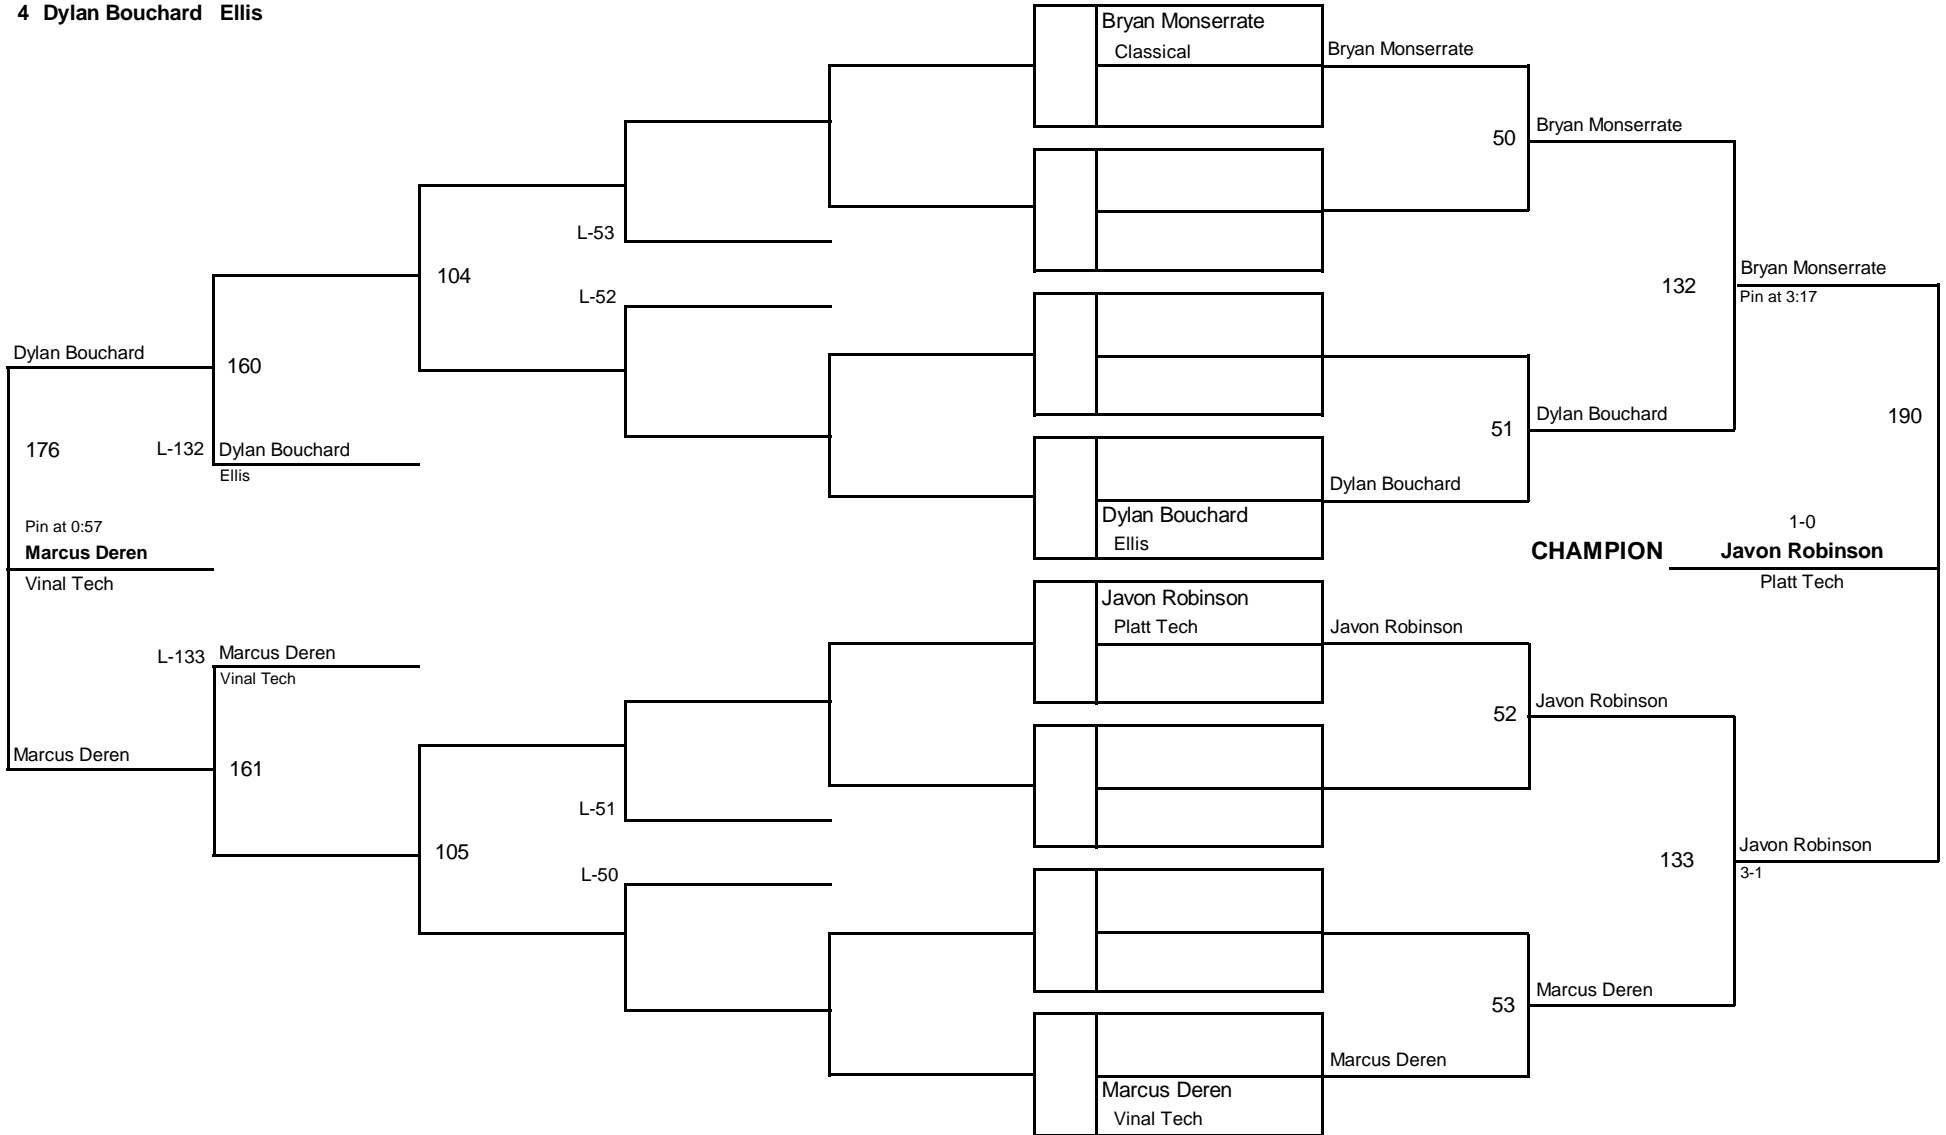 4 Dylan Bouchard Ellis
Bryan Monserrate
Classical
Bryan Monserrate
50
Bryan Monserrate
L-53
104
L-52
132
Bryan Monserrate
Pin at 3:17
Dylan Bouchard
160
51
Dylan Bouchard
190
176
L-132
Dylan Bouchard
Ellis
Dylan Bouchard
Dylan Bouchard
Ellis
Pin at 0:57
Marcus Deren
Vinal Tech
1-0
CHAMPION Javon Robinson
Platt Tech
Javon Robinson
Platt Tech
Javon Robinson
L-133
Marcus Deren
Vinal Tech
52
Javon Robinson
Marcus Deren
161
L-51
105
L-50
133
Javon Robinson
3-1
53
Marcus Deren
Marcus Deren
Marcus Deren
Vinal Tech